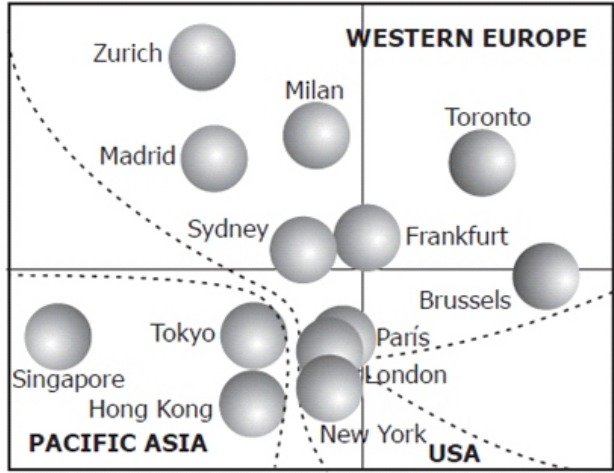 Zurich
WESTERN EUROPE
Milan
Toronto
Madrid
Sydney
Frankfurt
Brussels
Tokyo
París
Singapore
London
Hong Kong
New York
PACIFIC ASIA
USA